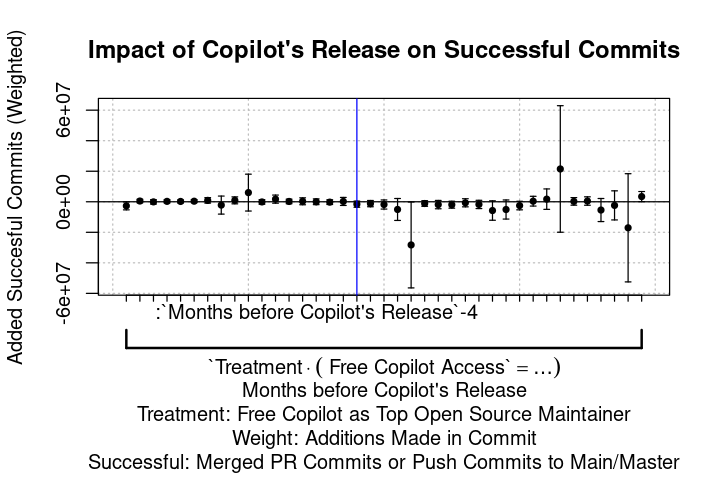 Impact of Copilot's Release on Successful Commits
Added Succesful Commits (Weighted)
6e+07
0e+00
-6e+07
:`Months before Copilot's Release`-4
`Treatment · ( Free Copilot Access` = …)
Months before Copilot's Release
Treatment: Free Copilot as Top Open Source Maintainer
Weight: Additions Made in Commit
Successful: Merged PR Commits or Push Commits to Main/Master